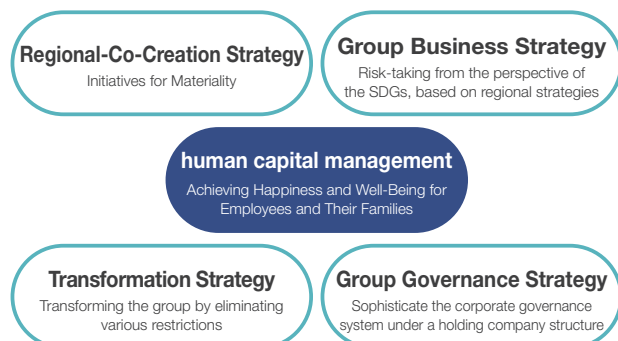 Regional-Co-Creation Strategy
Initiatives for Materiality
Group Business Strategy
Risk-taking from the perspective of
the SDGs, based on regional strategies
human capital management
Achieving Happiness and Well-Being for
Employees and Their Families
Transformation Strategy
Transforming the group by eliminating
various restrictions
Group Governance Strategy
Sophisticate the corporate governance
system under a holding company structure